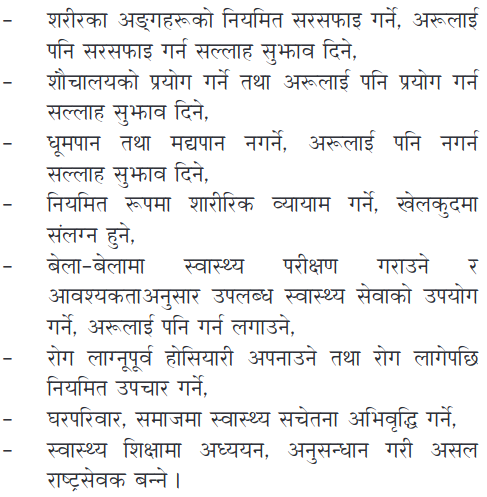 – शरीरका अङ्गहरूको नियमित सरसफाइ गर्ने, अरूलाई
पनि सरसफाइ गर्न सल्लाह सुझाव दिने,
– शौचालयको प्रयोग गर्ने तथा अरूलाई पनि प्रयोग गर्न
सल्लाह सुझाव दिने,
– धूमपान तथा मद्यपान नगर्ने, अरूलाई पनि नगर्न
सल्लाह सुझाव दिने,
– नियमित रूपमा शारीरिक व्यायाम गर्ने, खेलकुदमा
संलग्न हुने,
– बेला–बेलामा स्वास्थ्य परीक्षण गराउने र
आवश्यकताअनुसार उपलब्ध स्वास्थ्य सेवाको उपयोग
गर्ने, अरूलाई पनि गर्न लगाउने,
– रोग लाग्नूपूर्व होसियारी अपनाउने तथा रोग लागेपछि
नियमित उपचार गर्ने,
– घरपरिवार, समाजमा स्वास्थ्य सचेतना अभिवृद्धि गर्ने,
– स्वास्थ्य शिक्षामा अध्ययन, अनुसन्धान गरी असल
राष्ट्रसेवक बन्ने ।